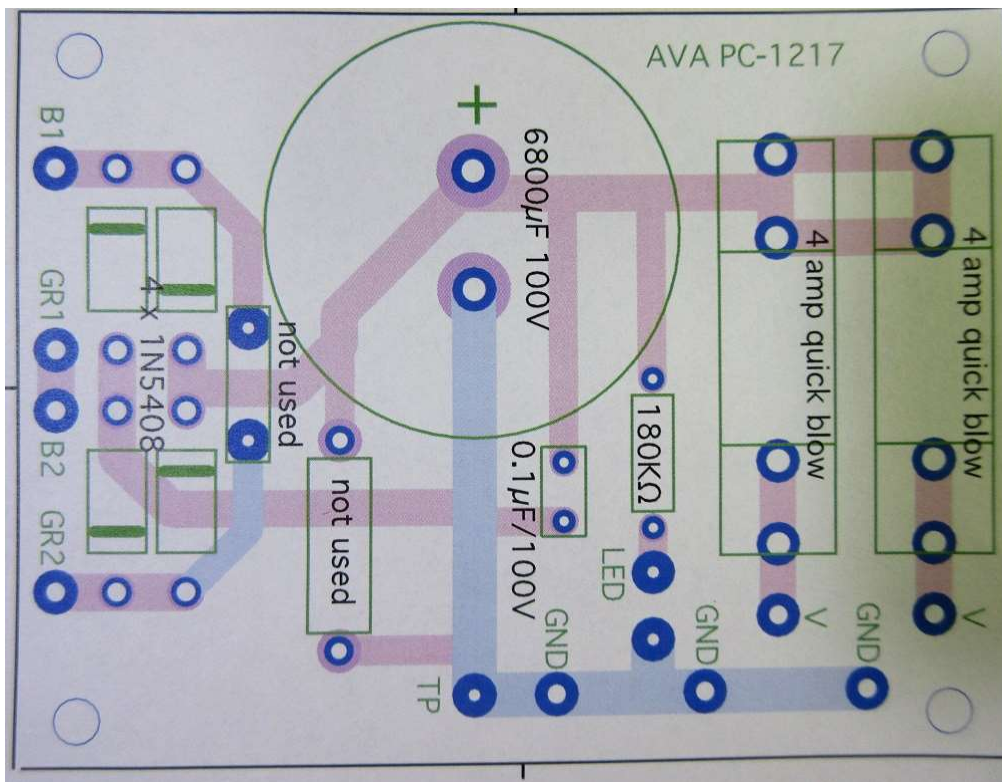 AVA PC-1217
B1
GR1
B2
GR2
4 x 1N5408
not used
not used
6800µF 100V
0.1µF/100V
180KΩ
LED
4 amp quick blow
4 amp quick blow
TP
GND
GND
V
GND
V
+